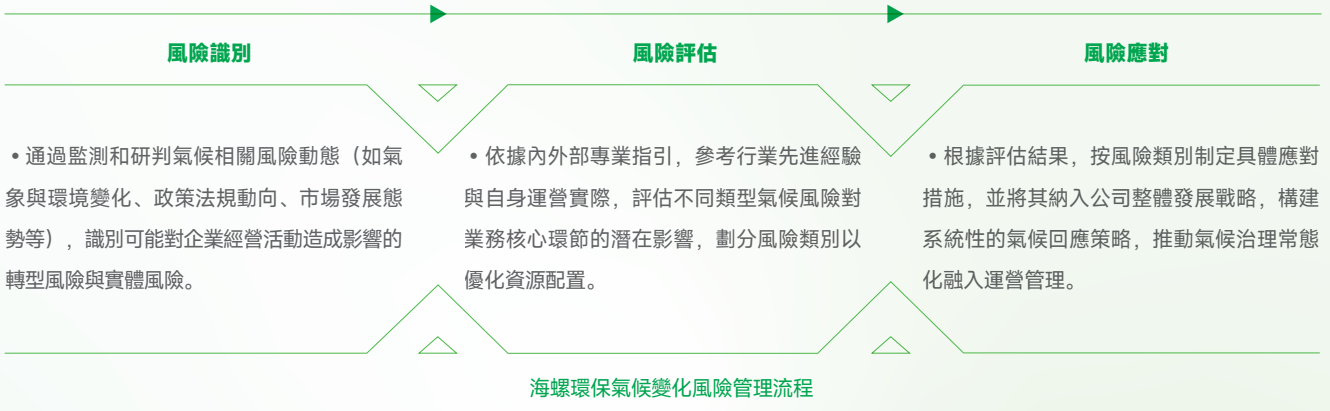 風險識別
• 通過監測和研判氣候相關風險動態（如氣
象與環境變化、政策法規動向、市場發展態
勢等），識別可能對企業經營活動造成影響的
轉型風險與實體風險。
風險評估
• 依據內外部專業指引，參考行業先進經驗
與自身運營實際，評估不同類型氣候風險對
業務核心環節的潛在影響，劃分風險類別以
優化資源配置。
風險應對
• 根據評估結果，按風險類別制定具體應對
措施，並將其納入公司整體發展戰略，構建
系統性的氣候回應策略，推動氣候治理常態
化融入運營管理。
海螺環保氣候變化風險管理流程